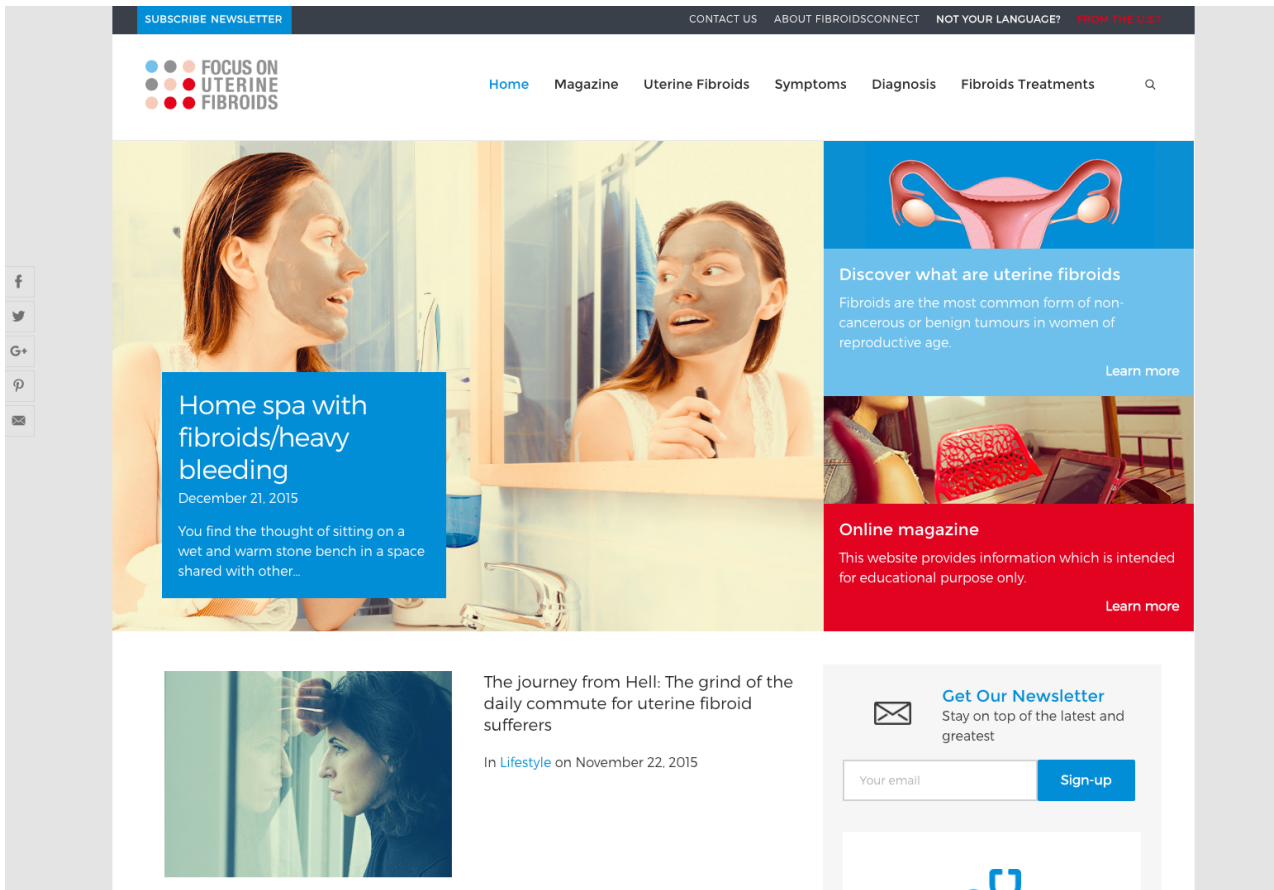 SUBSCRIBE NEWSLETTER
CONTACT US ABOUT FIBROIDSCONNECT NOT YOUR LANGUAGE? FROM THE U.S?
FOCUS ON
UTERINE
FIBROIDS
Home Magazine Uterine Fibroids Symptoms Diagnosis Fibroids Treatments
Home spa with
fibroids/heavy
bleeding
December 21, 2015
You find the thought of sitting on a
wet and warm stone bench in a space
shared with other...
Discover what are uterine fibroids
Fibroids are the most common form of non-
cancerous or benign tumours in women of
reproductive age.
Learn more
Online magazine
This website provides information which is intended
for educational purpose only.
Learn more
The journey from Hell: The grind of the
daily commute for uterine fibroid
sufferers
In Lifestyle on November 22, 2015
Get Our Newsletter
Stay on top of the latest and
greatest
Your email
Sign-up